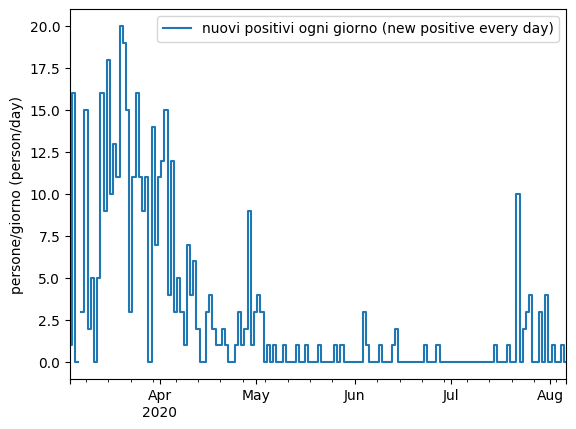 nuovi positivi ogni giorno (new positive every day)
persone/giorno (person/day)
20.0
17.5
15.0
12.5
10.0
7.5
5.0
2.5
0.0
Apr
2020
May
Jun
Jul
Aug